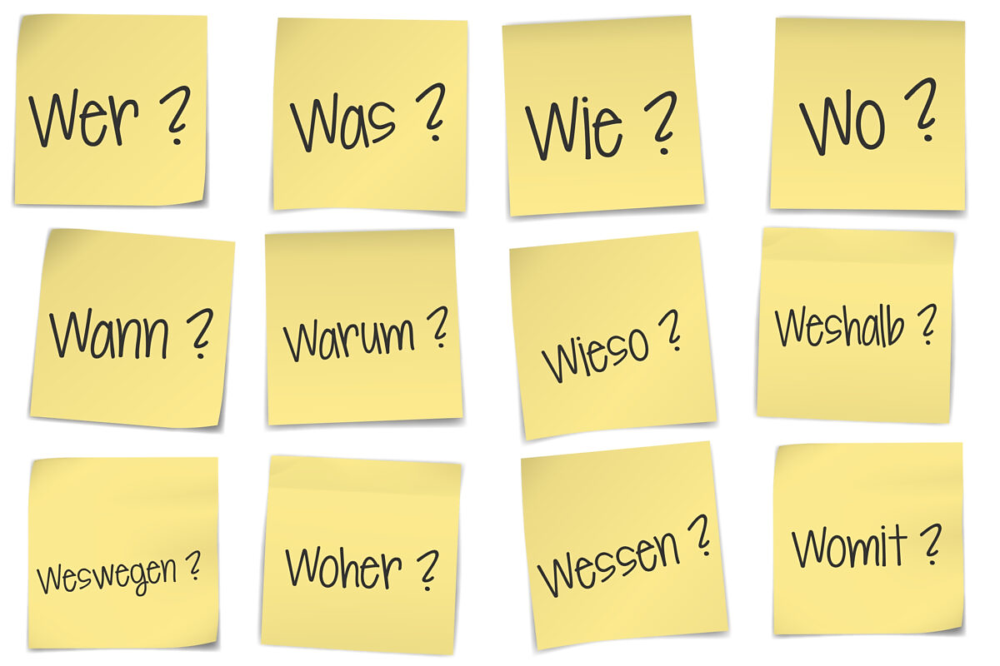 Wer ?
Was ?
Wie ?
Wo ?
Wann ?
Warum ?
Wieso ?
Weshalb ?
Weswegen ?
Woher ?
Wessen ?
Womit ?